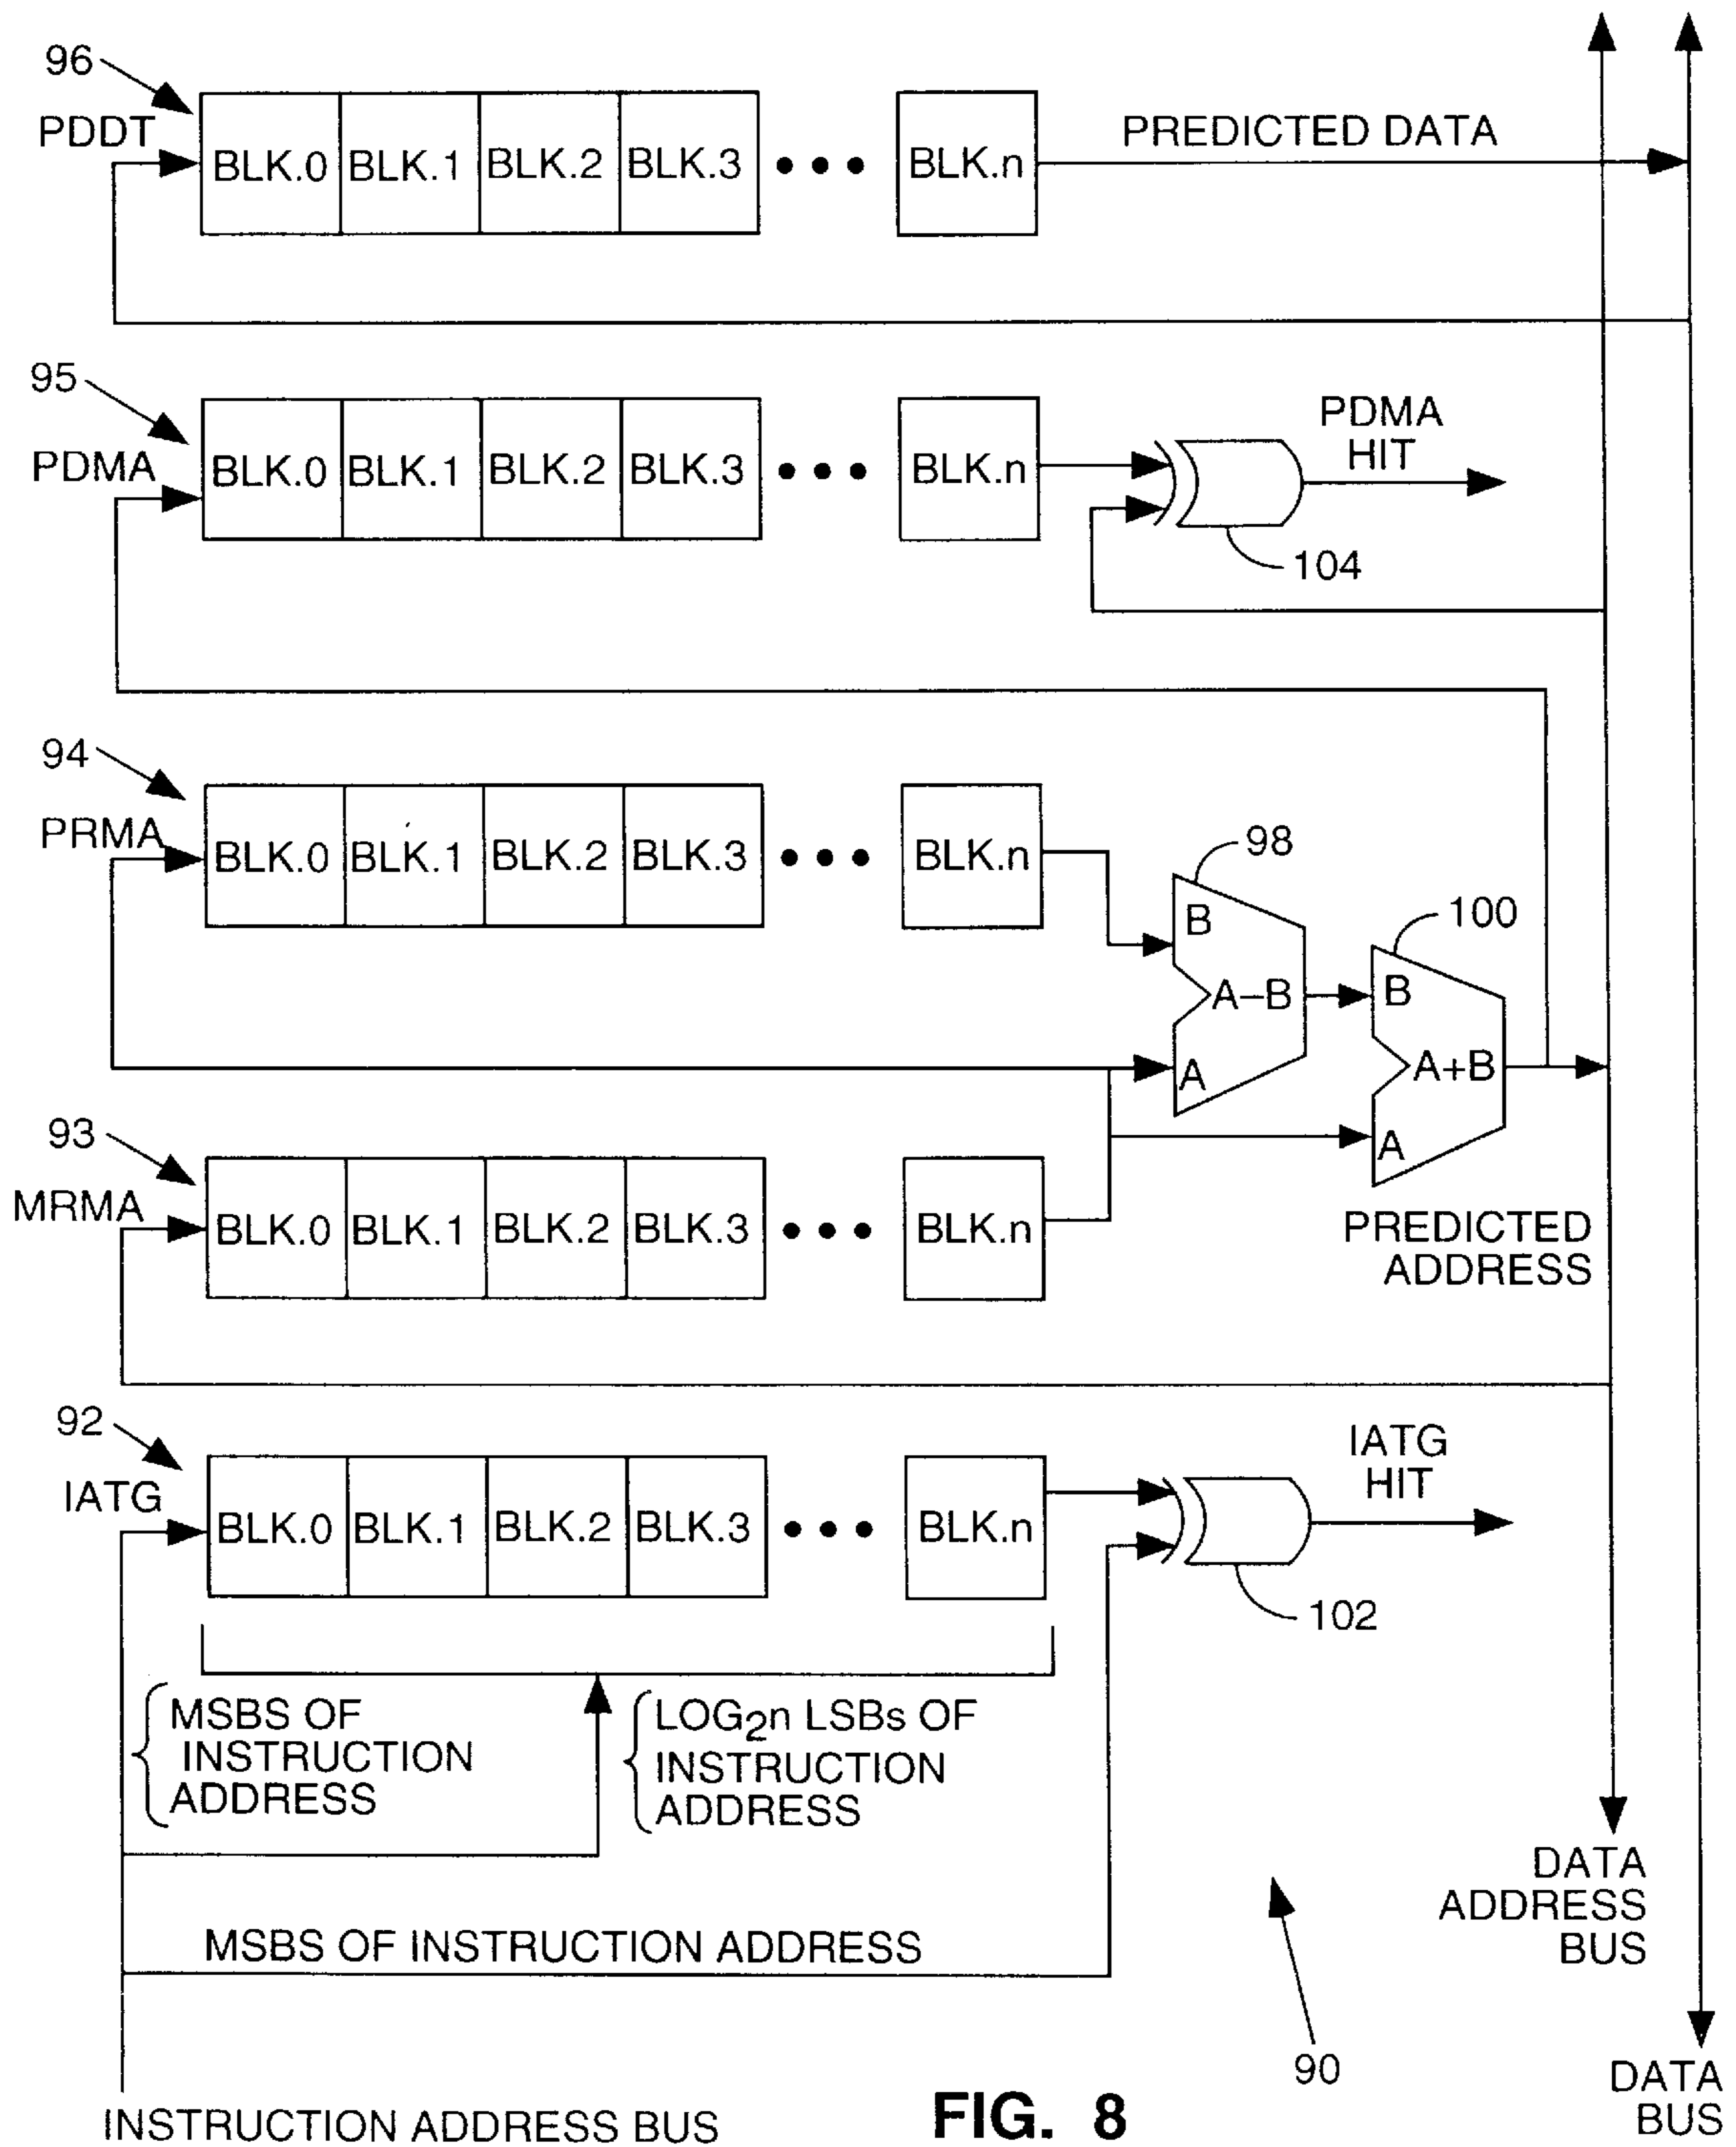 96
PDDT
BLK.0 BLK.1 BLK.2 BLK.3 ••• BLK.n
PREDICTED DATA
95
PDMA
BLK.0 BLK.1 BLK.2 BLK.3 ••• BLK.n
PDMA
HIT
104
94
PRMA
BLK.0 BLK.1 BLK.2 BLK.3 ••• BLK.n
98
B
A–B
A
100
B
A+B
A
93
MRMA
BLK.0 BLK.1 BLK.2 BLK.3 ••• BLK.n
PREDICTED
ADDRESS
92
IATG
BLK.0 BLK.1 BLK.2 BLK.3 ••• BLK.n
IATG
HIT
102
MSBS OF
INSTRUCTION
ADDRESS
LOG2n LSBs OF
INSTRUCTION
ADDRESS
MSBS OF INSTRUCTION ADDRESS
INSTRUCTION ADDRESS BUS
90
DATA
ADDRESS
BUS
DATA
BUS
FIG. 8